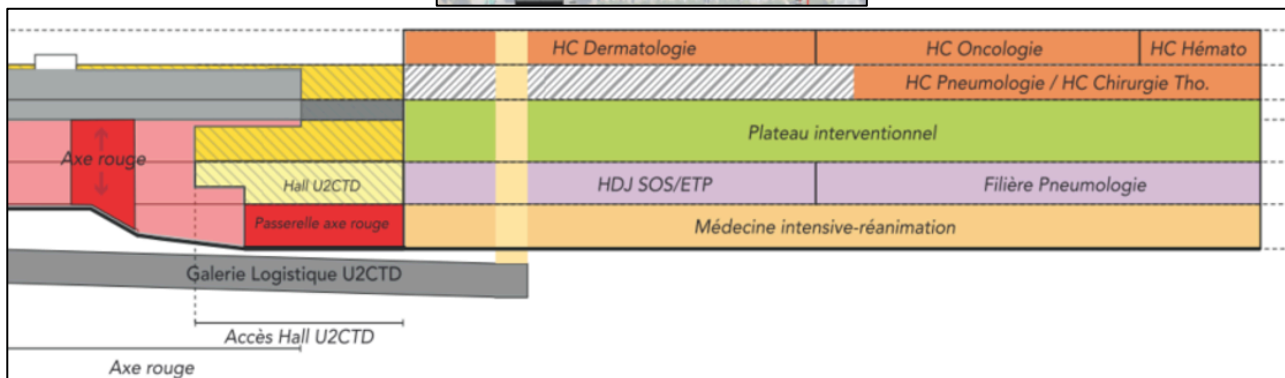 HC Dermatologie
HC Oncologie
HC Hémato
HC Pneumologie / HC Chirurgie Tho.
Plateau interventionnel
Axe rouge
Hall U2CTD
HDJ SOS/ETP
Filière Pneumologie
Passerelle axe rouge
Médecine intensive-réanimation
Galerie Logistique U2CTD
Accès Hall U2CTD
Axe rouge